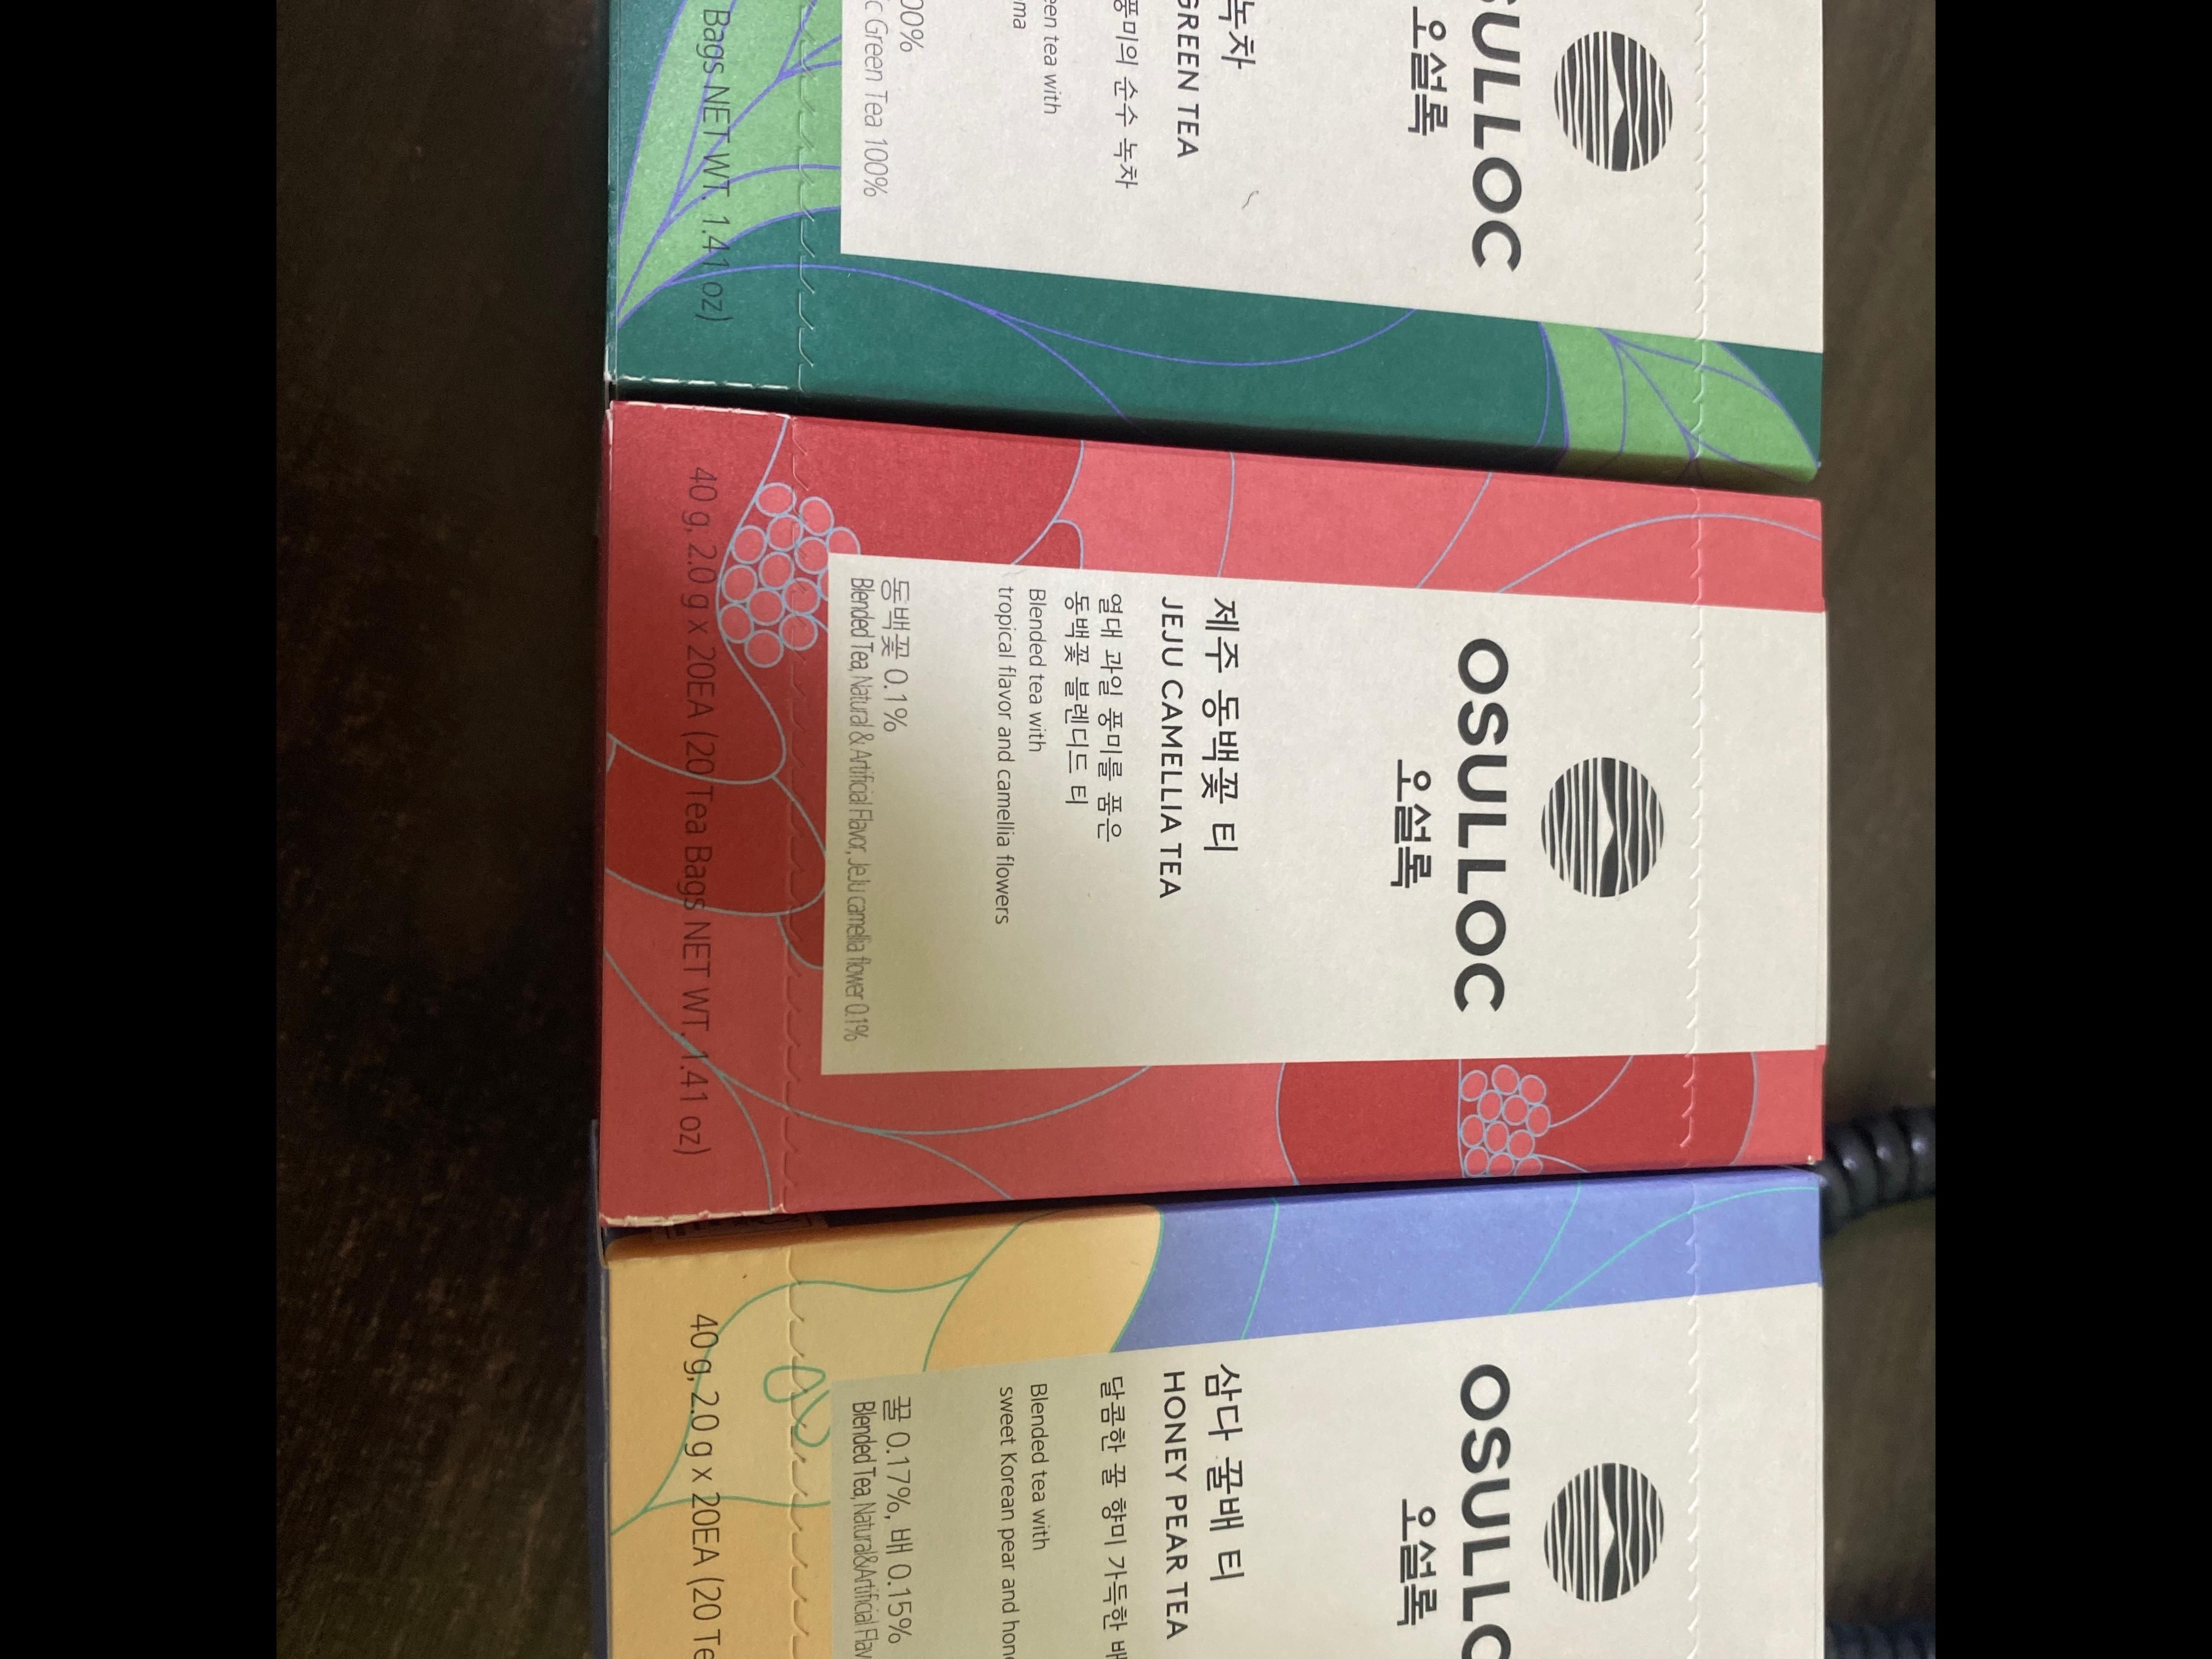 SULLOC
오설록
녹차
GREEN TEA
풍미의 순수 녹차
tea with
00%
Green Tea 100%
Bags NET WT. 1.41 oz)
OSULLOC
오설록
제주 동백꽃 티
JEJU CAMELLIA TEA
열대 과일 풍미를 품은
동백꽃 블렌디드 티
Blended tea with
tropical flavor and camellia flowers
동백꽃 0.1%
Blended Tea, Natural & Artificial Flavor, JeJu camellia flower 0.1%
40 g, 2.0 g x 20EA (20 Tea Bags NET WT. 1.41 oz)
OSULLO
오설록
삼다 꿀배 티
HONEY PEAR TEA
달콤한 꿀 향미 가득한
Blended tea with
sweet Korean pear and
꿀 0.17%, 배 0.15%
Blended Tea, Natural&Artificial
40 g, 2.0 g x 20EA (20